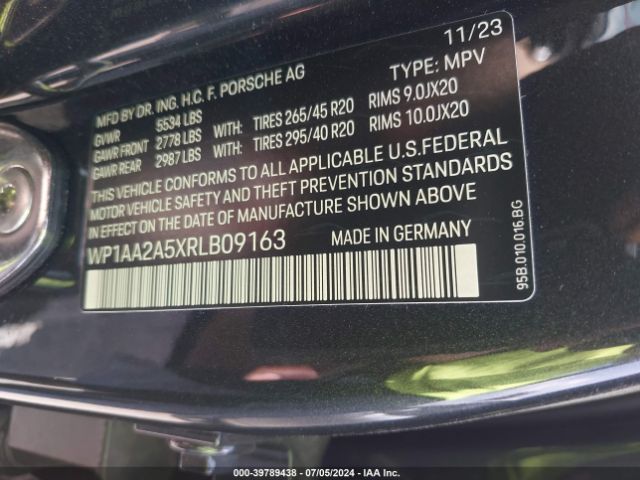 11/23
MFD BY DR. ING. H.C. F. PORSCHE AG TYPE: MPV
GVWR 5534 LBS
GAWR FRONT 2778 LBS WITH: TIRES 265/45 R20 RIMS 9.0JX20
GAWR REAR 2987 LBS WITH: TIRES 295/40 R20 RIMS 10.0JX20
THIS VEHICLE CONFORMS TO ALL APPLICABLE U.S.FEDERAL
MOTOR VEHICLE SAFETY AND THEFT PREVENTION STANDARDS
IN EFFECT ON THE DATE OF MANUFACTURE SHOWN ABOVE
WP1AA2A5XRLB09163 MADE IN GERMANY
95B.010.016.BG
000-39789438 - 07/05/2024 - IAA Inc.